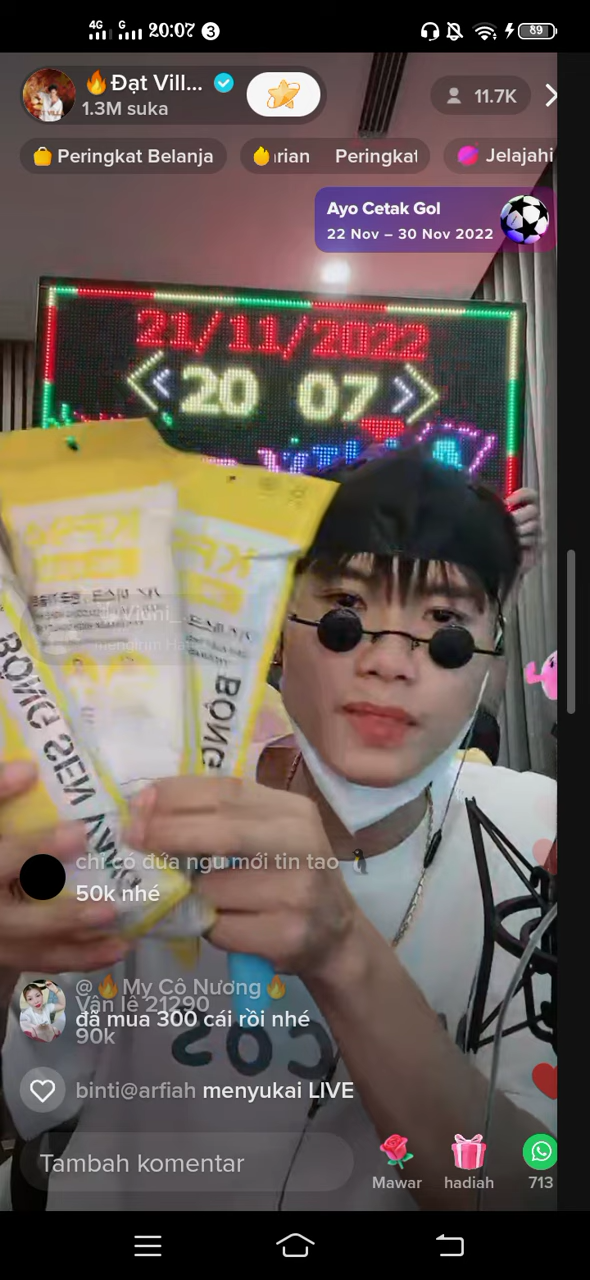 4G
G
20:07
3
89
🔥Đạt Vill...
1.3M suka
11.7K
Peringkat Belanja
rian
Peringkat
Jelajahi
Ayo Cetak Gol
22 Nov – 30 Nov 2022
21/11/2022
20 07
BÔNG SEN
BÔNG
chỉ có đứa ngu mới tin tao 🐧
50k nhé
@🔥My Cô Nương🔥
Vân lê 21290
đã mua 300 cái rồi nhé
90k
binti@arfiah menyukai LIVE
Tambah komentar
Mawar
hadiah
713